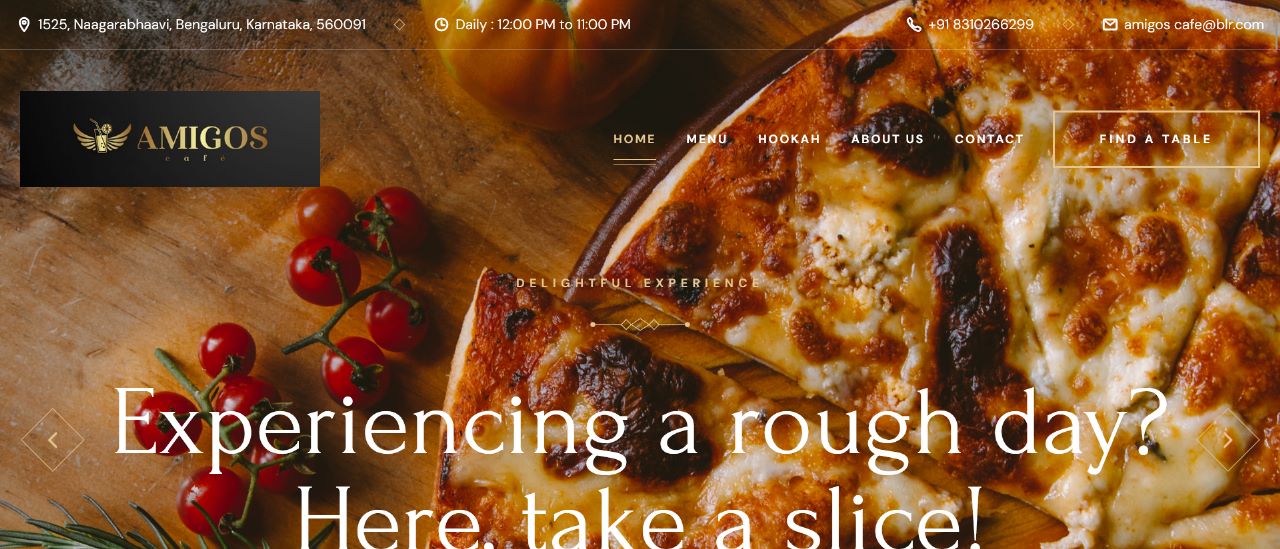 1525, Naagarabhaavi, Bengaluru, Karnataka, 560091
Daily : 12:00 PM to 11:00 PM
+91 8310266299
amigos cafe@blr.com
AMIGOS
café
HOME
MENU
HOOKAH
ABOUT US
CONTACT
FIND A TABLE
DELIGHTFUL EXPERIENCE
Experiencing a rough day?
Here, take a slice!